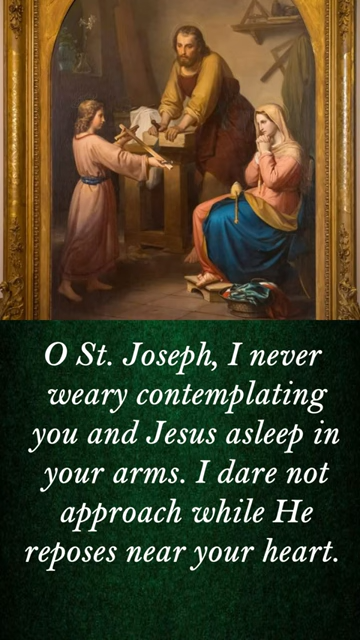 O St. Joseph, I never
weary contemplating
you and Jesus asleep in
your arms. I dare not
approach while He
reposes near your heart.